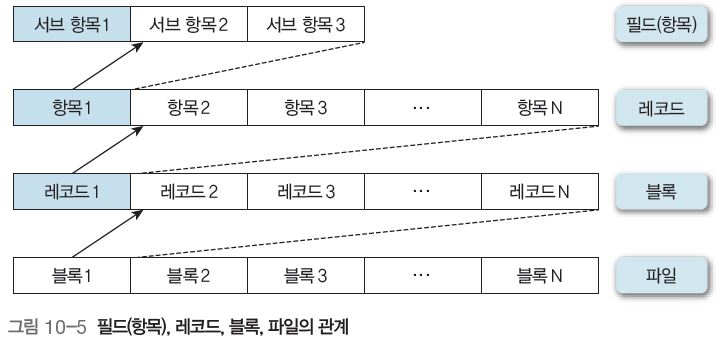 서브 항목 1 서브 항목 2 서브 항목 3 필드(항목)
항목 1 항목 2 항목 3 ⋯ 항목 N 레코드
레코드 1 레코드 2 레코드 3 ⋯ 레코드 N 블록
블록 1 블록 2 블록 3 ⋯ 블록 N 파일
그림 10-5 필드(항목), 레코드, 블록, 파일의 관계